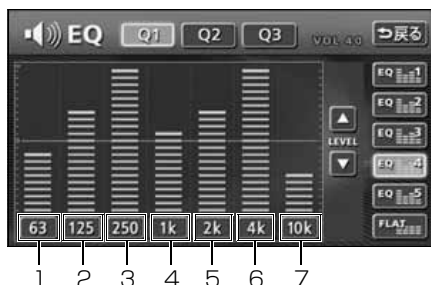 EQ Q1 Q2 Q3 VOL 40 戻る
EQ 1
EQ 2
LEVEL
EQ 3
EQ 4
EQ 5
63 125 250 1k 2k 4k 10k FLAT
1 2 3 4 5 6 7